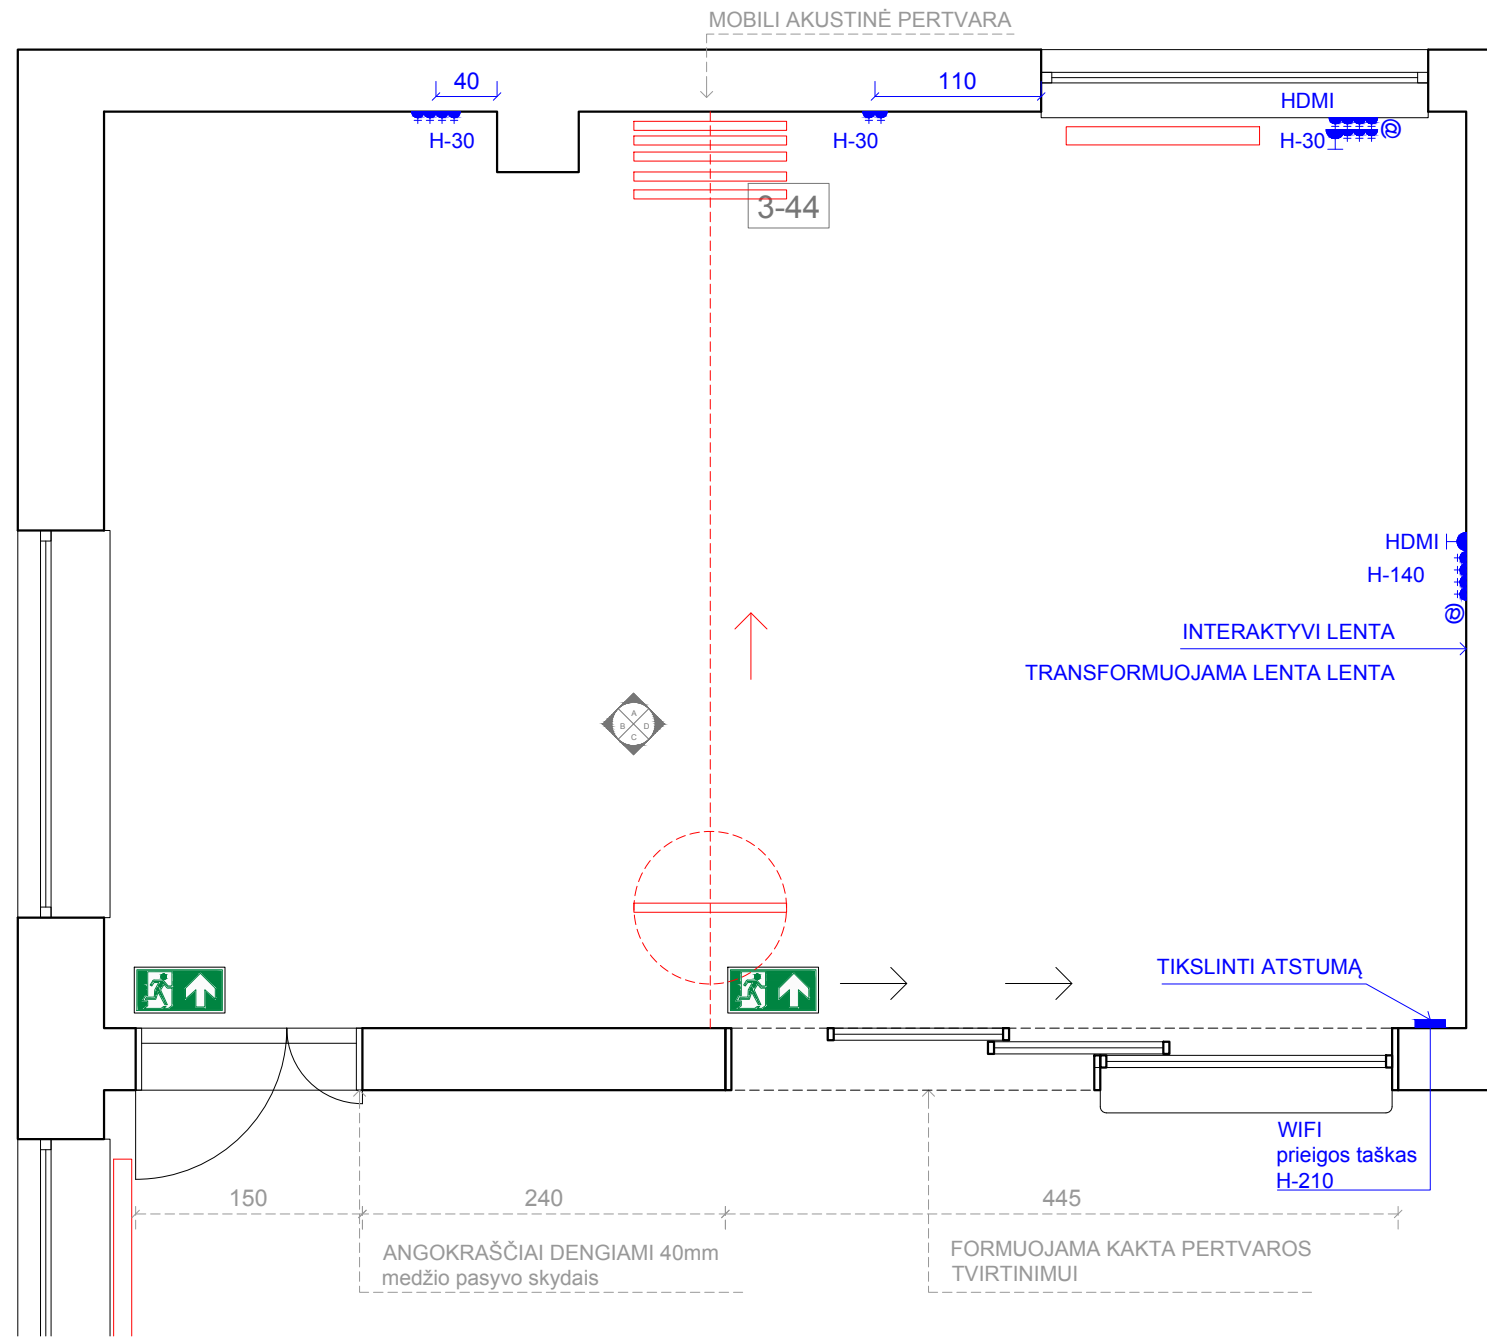 MOBILI AKUSTINĖ PERTVARA
40
110
HDMI
H-30
H-30
H-30
@
3-44
HDMI
H-140
@
INTERAKTYVI LENTA
TRANSFORMUOJAMA LENTA LENTA
A
B
D
C
TIKSLINTI ATSTUMĄ
WIFI
prieigos taškas
H-210
150
240
445
ANGOKRAŠČIAI DENGIAMI 40mm
medžio pasyvo skydais
FORMUOJAMA KAKTA PERTVAROS
TVIRTINIMUI